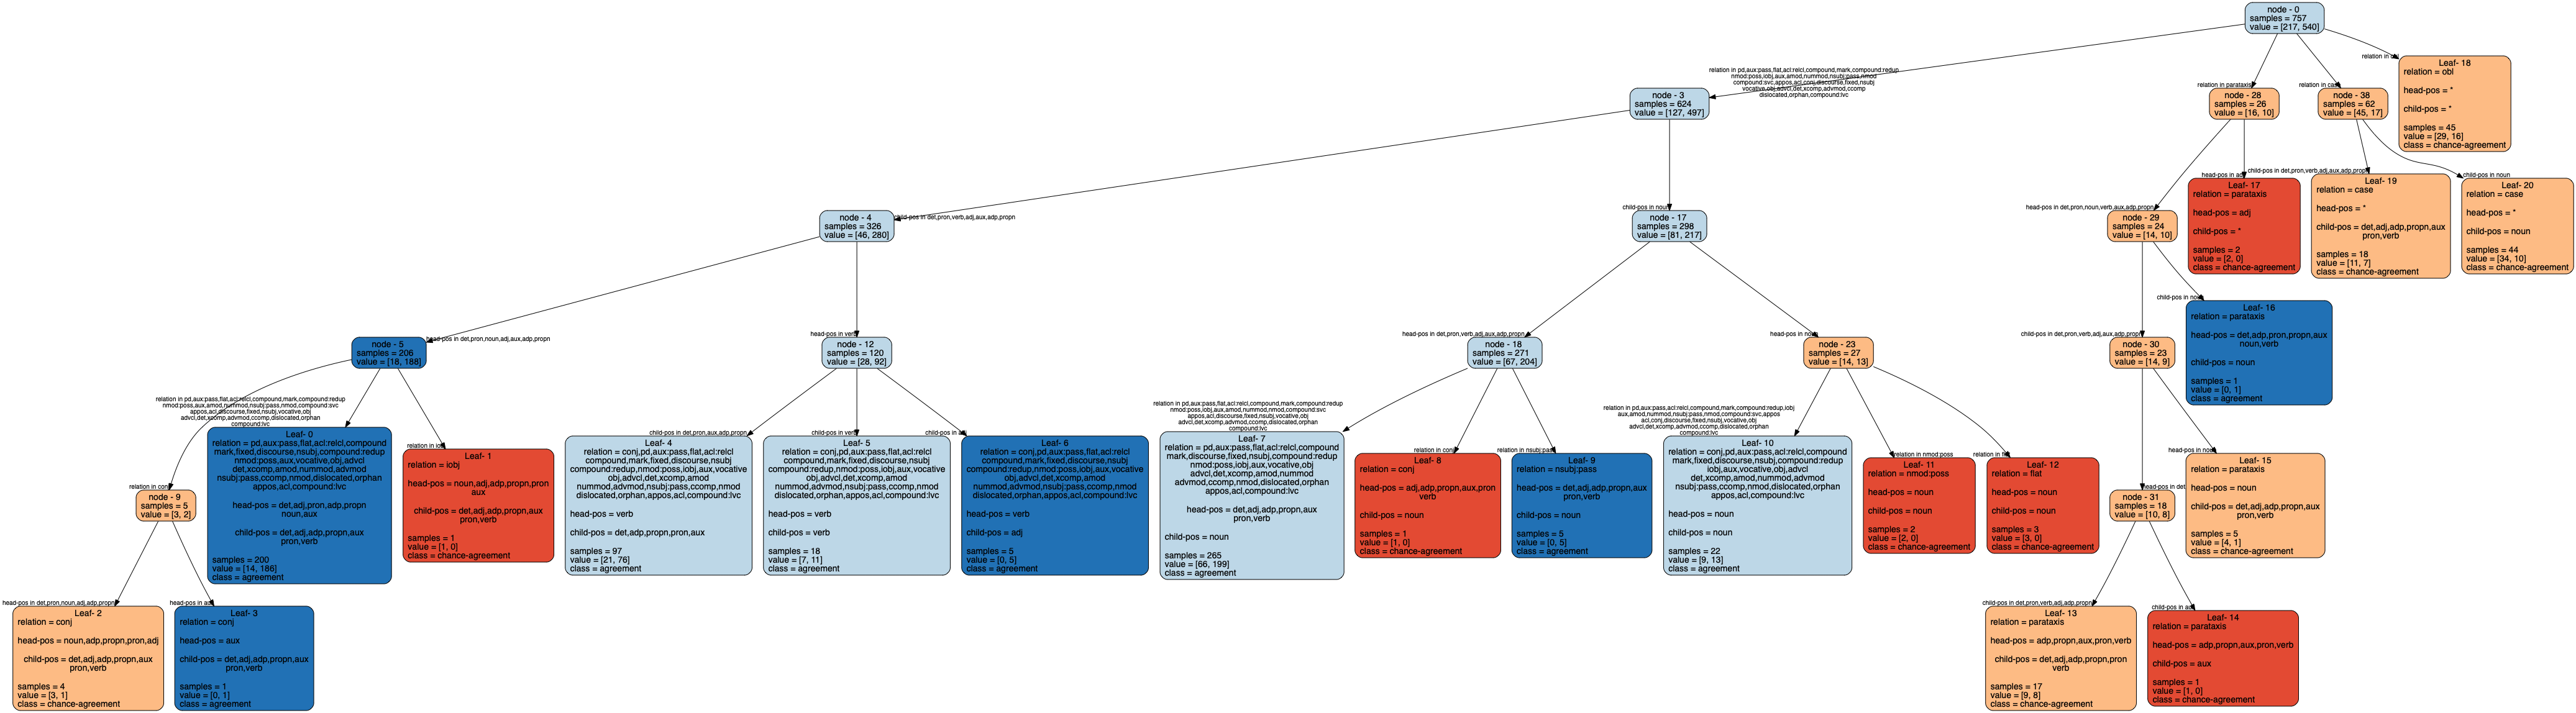 node - 0
samples = 757
value = [217, 540]
relation in pd,aux:pass,flat,acl:relcl,compound,mark,compound:redup
nmod:poss,iobj,aux,amod,nummod,nsubj:pass,nmod
compound:svc,appos,acl,conj,discourse,fixed,nsubj
vocative,obj,advcl,det,xcomp,advmod,ccomp
dislocated,orphan,compound:lvc
relation in parataxis
relation in case
relation in
Leaf- 18
relation = obl
head-pos = *
child-pos = *
samples = 45
value = [29, 16]
class = chance-agreement
node - 3
samples = 624
value = [127, 497]
node - 28
samples = 26
value = [16, 10]
node - 38
samples = 62
value = [45, 17]
child-pos in det,pron,verb,adj,aux,adp,propn
child-pos in noun
head-pos in adj
child-pos in det,pron,verb,adj,aux,adp,propn
child-pos in noun
Leaf- 17
relation = parataxis
head-pos = adj
child-pos = *
samples = 2
value = [2, 0]
class = chance-agreement
Leaf- 19
relation = case
head-pos = *
child-pos = det,adj,adp,propn,aux
pron,verb
samples = 18
value = [11, 7]
class = chance-agreement
Leaf- 20
relation = case
head-pos = *
child-pos = noun
samples = 44
value = [34, 10]
class = chance-agreement
node - 4
samples = 326
value = [46, 280]
node - 17
samples = 298
value = [81, 217]
head-pos in det,pron,noun,verb,aux,adp,propn
node - 29
samples = 24
value = [14, 10]
head-pos in det,pron,noun,adj,aux,adp,propn
head-pos in verb
head-pos in det,pron,verb,adj,aux,adp,propn
head-pos in noun
child-pos in det,pron,verb,adj,aux,adp,propn
child-pos in noun
Leaf- 16
relation = parataxis
head-pos = det,adp,pron,propn,aux
noun,verb
child-pos = noun
samples = 1
value = [0, 1]
class = agreement
node - 5
samples = 206
value = [18, 188]
node - 12
samples = 120
value = [28, 92]
node - 18
samples = 271
value = [67, 204]
node - 23
samples = 27
value = [14, 13]
node - 30
samples = 23
value = [14, 9]
relation in pd,aux:pass,flat,acl:relcl,compound,mark,compound:redup
nmod:poss,aux,amod,nummod,nsubj:pass,nmod,compound:svc
appos,acl,discourse,fixed,nsubj,vocative,obj
advcl,det,xcomp,advmod,ccomp,dislocated,orphan
compound:lvc
Leaf- 0
relation = pd,aux:pass,flat,acl:relcl,compound
mark,fixed,discourse,nsubj,compound:redup
nmod:poss,aux,vocative,obj,advcl
det,xcomp,amod,nummod,advmod
nsubj:pass,ccomp,nmod,dislocated,orphan
appos,acl,compound:lvc
head-pos = det,adj,pron,adp,propn
noun,aux
child-pos = det,adj,adp,propn,aux
pron,verb
samples = 200
value = [14, 186]
class = agreement
relation in iobj
Leaf- 1
relation = iobj
head-pos = noun,adj,adp,propn,pron
aux
child-pos = det,adj,adp,propn,aux
pron,verb
samples = 1
value = [1, 0]
class = chance-agreement
child-pos in det,pron,aux,adp,propn
Leaf- 4
relation = conj,pd,aux:pass,flat,acl:relcl
compound,mark,fixed,discourse,nsubj
compound:redup,nmod:poss,iobj,aux,vocative
obj,advcl,det,xcomp,amod
nummod,advmod,nsubj:pass,ccomp,nmod
dislocated,orphan,appos,acl,compound:lvc
head-pos = verb
child-pos = det,adp,propn,pron,aux
samples = 97
value = [21, 76]
class = agreement
child-pos in verb
Leaf- 5
relation = conj,pd,aux:pass,flat,acl:relcl
compound,mark,fixed,discourse,nsubj
compound:redup,nmod:poss,iobj,aux,vocative
obj,advcl,det,xcomp,amod
nummod,advmod,nsubj:pass,ccomp,nmod
dislocated,orphan,appos,acl,compound:lvc
head-pos = verb
child-pos = verb
samples = 18
value = [7, 11]
class = agreement
child-pos in adj
Leaf- 6
relation = conj,pd,aux:pass,flat,acl:relcl
compound,mark,fixed,discourse,nsubj
compound:redup,nmod:poss,iobj,aux,vocative
obj,advcl,det,xcomp,amod
nummod,advmod,nsubj:pass,ccomp,nmod
dislocated,orphan,appos,acl,compound:lvc
head-pos = verb
child-pos = adj
samples = 5
value = [0, 5]
class = agreement
relation in pd,aux:pass,flat,acl:relcl,compound,mark,compound:redup
nmod:poss,iobj,aux,amod,nummod,nmod,compound:svc
appos,acl,discourse,fixed,nsubj,vocative,obj
advcl,det,xcomp,advmod,ccomp,dislocated,orphan
compound:lvc
Leaf- 7
relation = pd,aux:pass,flat,acl:relcl,compound
mark,discourse,fixed,nsubj,compound:redup
nmod:poss,iobj,aux,vocative,obj
advcl,det,xcomp,amod,nummod
advmod,ccomp,nmod,dislocated,orphan
appos,acl,compound:lvc
head-pos = det,adj,adp,propn,aux
pron,verb
child-pos = noun
samples = 265
value = [66, 199]
class = agreement
relation in conj
Leaf- 8
relation = conj
head-pos = adj,adp,propn,aux,pron
verb
child-pos = noun
samples = 1
value = [1, 0]
class = chance-agreement
relation in nsubj:pass
Leaf- 9
relation = nsubj:pass
head-pos = det,adj,adp,propn,aux
pron,verb
child-pos = noun
samples = 5
value = [0, 5]
class = agreement
relation in pd,aux:pass,acl:relcl,compound,mark,compound:redup,iobj
aux,amod,nummod,nsubj:pass,nmod,compound:svc,appos
acl,conj,discourse,fixed,nsubj,vocative,obj
advcl,det,xcomp,advmod,ccomp,dislocated,orphan
compound:lvc
Leaf- 10
relation = conj,pd,aux:pass,acl:relcl,compound
mark,fixed,discourse,nsubj,compound:redup
iobj,aux,vocative,obj,advcl
det,xcomp,amod,nummod,advmod
nsubj:pass,ccomp,nmod,dislocated,orphan
appos,acl,compound:lvc
head-pos = noun
child-pos = noun
samples = 22
value = [9, 13]
class = agreement
relation in nmod:poss
Leaf- 11
relation = nmod:poss
head-pos = noun
child-pos = noun
samples = 2
value = [2, 0]
class = chance-agreement
relation in
Leaf- 12
relation = flat
head-pos = noun
child-pos = noun
samples = 3
value = [3, 0]
class = chance-agreement
head-pos in det
head-pos in noun
Leaf- 15
relation = parataxis
head-pos = noun
child-pos = det,adj,adp,propn,aux
pron,verb
samples = 5
value = [4, 1]
class = chance-agreement
relation in conj
node - 9
samples = 5
value = [3, 2]
node - 31
samples = 18
value = [10, 8]
head-pos in det,pron,noun,adj,adp,propn
Leaf- 2
relation = conj
head-pos = noun,adp,propn,pron,adj
child-pos = det,adj,adp,propn,aux
pron,verb
samples = 4
value = [3, 1]
class = chance-agreement
head-pos in aux
Leaf- 3
relation = conj
head-pos = aux
child-pos = det,adj,adp,propn,aux
pron,verb
samples = 1
value = [0, 1]
class = agreement
child-pos in det,pron,verb,adj,adp,propn
Leaf- 13
relation = parataxis
head-pos = adp,propn,aux,pron,verb
child-pos = det,adj,adp,propn,pron
verb
samples = 17
value = [9, 8]
class = chance-agreement
child-pos in aux
Leaf- 14
relation = parataxis
head-pos = adp,propn,aux,pron,verb
child-pos = aux
samples = 1
value = [1, 0]
class = chance-agreement